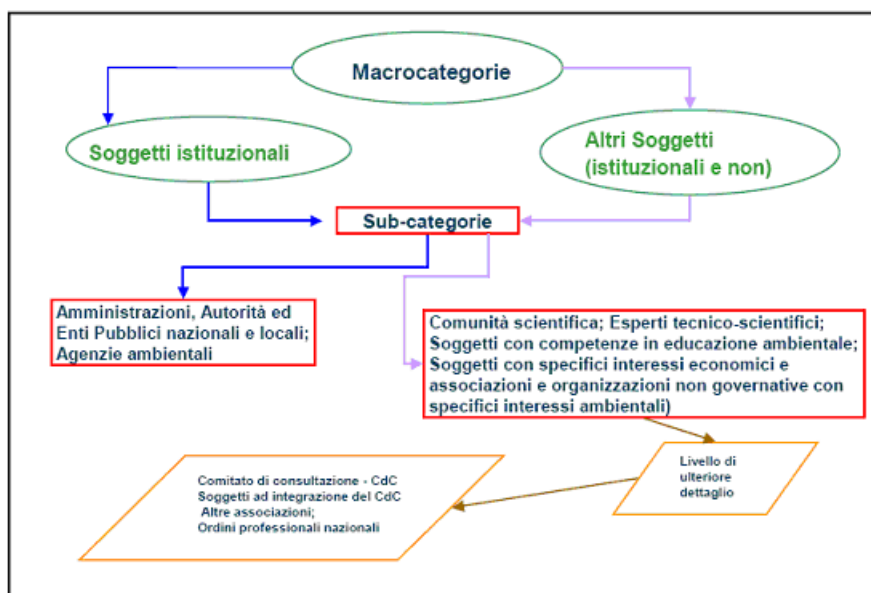 Macrocategorie
Soggetti istituzionali
Altri Soggetti
(istituzionali e non)
Sub-categorie
Amministrazioni, Autorità ed
Enti Pubblici nazionali e locali;
Agenzie ambientali
Comunità scientifica; Esperti tecnico-scientifici;
Soggetti con competenze in educazione ambientale;
Soggetti con specifici interessi economici e
associazioni e organizzazioni non governative con
specifici interessi ambientali)
Livello di
ulteriore
dettaglio
Comitato di consultazione - CdC
Soggetti ad integrazione del CdC
Altre associazioni;
Ordini professionali nazionali